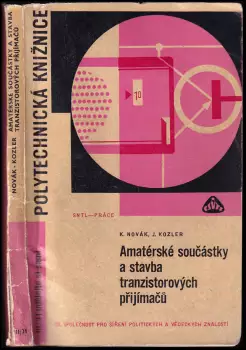 NOVÁK - KOZLER
AMATÉRSKÉ SOUČÁSTKY A STAVBA
TRANZISTOROVÝCH PŘIJÍMAČŮ
POLYTECHNICKÁ KNIŽNICE
10
SNTL—PRÁCE
K. NOVÁK, J. KOZLER
Amatérské součástky
a stavba
tranzistorových
přijímačů
SPOLEČNOST PRO ŠÍŘENÍ POLITICKÝCH A VĚDECKÝCH ZNALOSTÍ